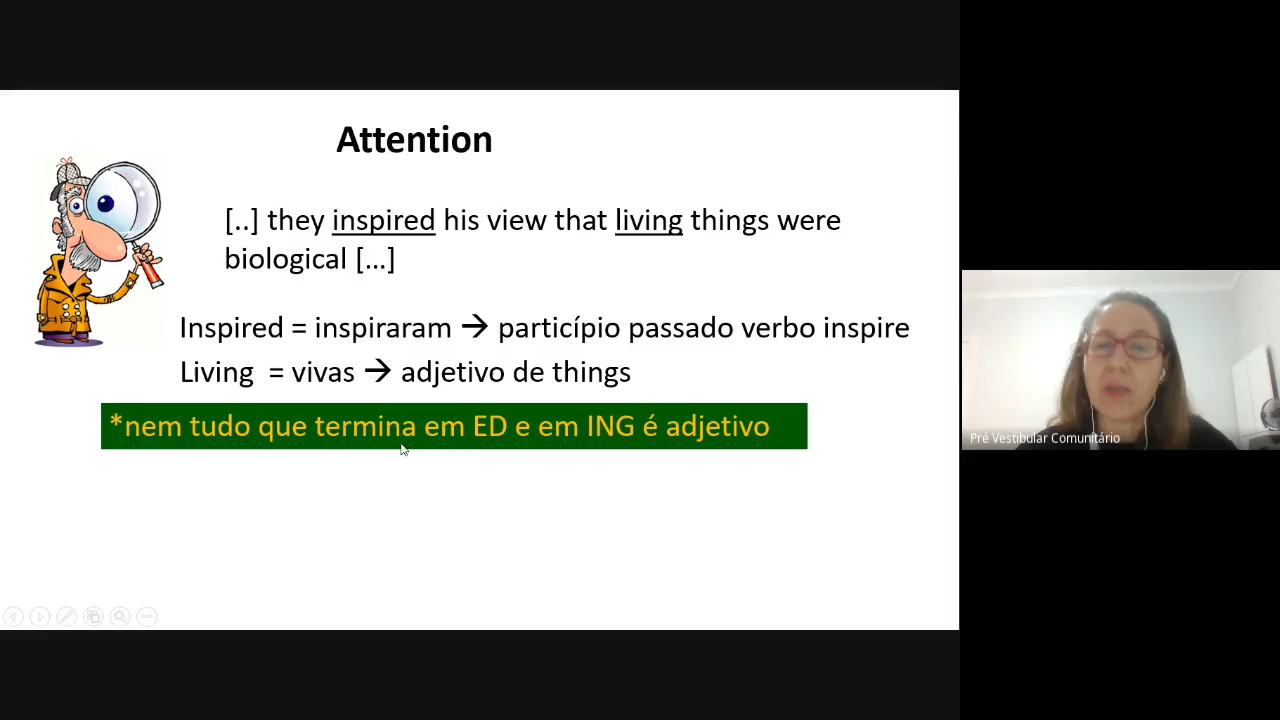 Attention
[..] they inspired his view that living things were
biological [...]
Inspired = inspiraram → particípio passado verbo inspire
Living = vivas → adjetivo de things
*nem tudo que termina em ED e em ING é adjetivo
Pré Vestibular Comunitário